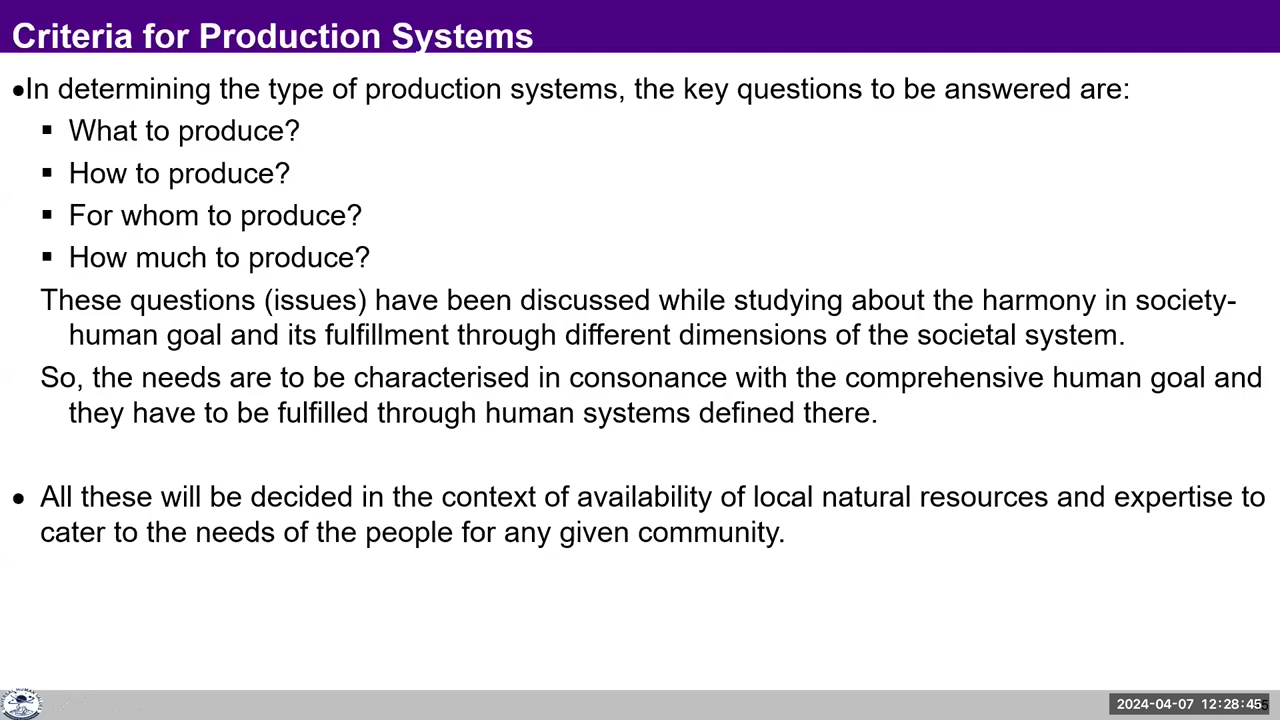 Criteria for Production Systems
•In determining the type of production systems, the key questions to be answered are:
▪ What to produce?
▪ How to produce?
▪ For whom to produce?
▪ How much to produce?
These questions (issues) have been discussed while studying about the harmony in society-
human goal and its fulfillment through different dimensions of the societal system.
So, the needs are to be characterised in consonance with the comprehensive human goal and
they have to be fulfilled through human systems defined there.
• All these will be decided in the context of availability of local natural resources and expertise to
cater to the needs of the people for any given community.
2024-04-07 12:28:45